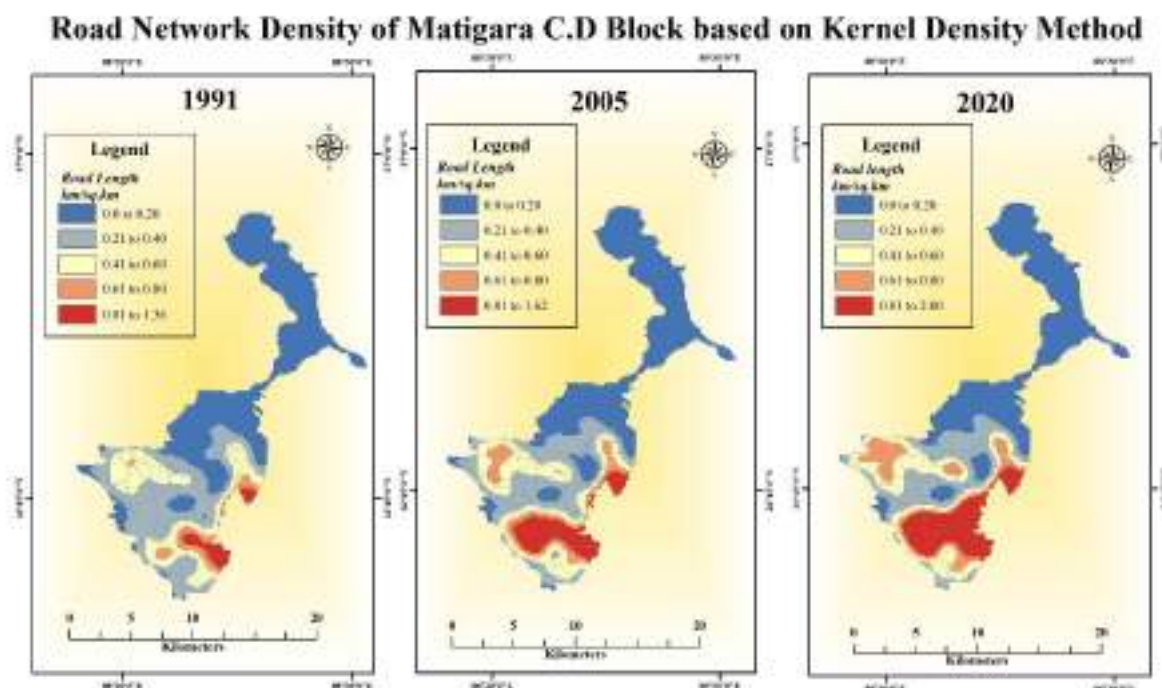 Road Network Density of Matigara C.D Block based on Kernel Density Method
1991
Legend
Road Length
km/sq.km
0.0 to 0.20
0.21 to 0.40
0.41 to 0.60
0.61 to 0.80
0.81 to 1.36
0
5
10
20
Kilometers
2005
Legend
Road Length
km/sq.km
0.0 to 0.20
0.21 to 0.40
0.41 to 0.60
0.61 to 0.80
0.81 to 1.62
0
5
10
20
Kilometers
2020
Legend
Road length
km/sq.km
0.0 to 0.20
0.21 to 0.40
0.41 to 0.60
0.61 to 0.80
0.81 to 2.00
0
5
10
20
Kilometers